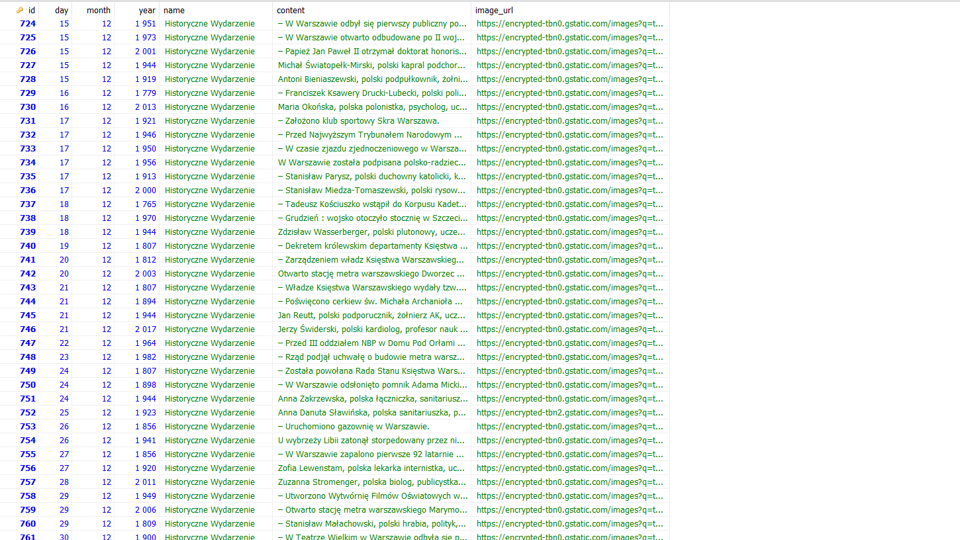 id day month year name content image_url
724 15 12 1 951 Historyczne Wydarzenie – W Warszawie odbył się pierwszy publiczny po... https://encrypted-tbn0.gstatic.com/images?q=t...
725 15 12 1 973 Historyczne Wydarzenie – W Warszawie otwarto odbudowane po II woj... https://encrypted-tbn0.gstatic.com/images?q=t...
726 15 12 2 001 Historyczne Wydarzenie – Papież Jan Paweł II otrzymał doktorat honoris... https://encrypted-tbn0.gstatic.com/images?q=t...
727 15 12 1 944 Historyczne Wydarzenie Michał Światopełk-Mirski, polski kapral podchor... https://encrypted-tbn0.gstatic.com/images?q=t...
728 15 12 1 919 Historyczne Wydarzenie Antoni Bieniaszewski, polski podpułkownik, żołni... https://encrypted-tbn0.gstatic.com/images?q=t...
729 16 12 1 779 Historyczne Wydarzenie – Franciszek Ksawery Drucki-Lubecki, polski poli... https://encrypted-tbn0.gstatic.com/images?q=t...
730 16 12 2 013 Historyczne Wydarzenie Maria Okońska, polska polonistka, psycholog, uc... https://encrypted-tbn0.gstatic.com/images?q=t...
731 17 12 1 921 Historyczne Wydarzenie – Założono klub sportowy Skra Warszawa. https://encrypted-tbn0.gstatic.com/images?q=t...
732 17 12 1 946 Historyczne Wydarzenie – Przed Najwyższym Trybunałem Narodowym ... https://encrypted-tbn0.gstatic.com/images?q=t...
733 17 12 1 950 Historyczne Wydarzenie – W czasie zjazdu zjednoczeniowego w Warsza... https://encrypted-tbn0.gstatic.com/images?q=t...
734 17 12 1 956 Historyczne Wydarzenie W Warszawie została podpisana polsko-radziec... https://encrypted-tbn0.gstatic.com/images?q=t...
735 17 12 1 913 Historyczne Wydarzenie – Stanisław Parysz, polski duchowny katolicki, k... https://encrypted-tbn0.gstatic.com/images?q=t...
736 17 12 2 000 Historyczne Wydarzenie – Stanisław Miedza-Tomaszewski, polski rysow... https://encrypted-tbn0.gstatic.com/images?q=t...
737 18 12 1 765 Historyczne Wydarzenie – Tadeusz Kościuszko wstąpił do Korpusu Kadet... https://encrypted-tbn0.gstatic.com/images?q=t...
738 18 12 1 970 Historyczne Wydarzenie – Grudzień : wojsko otoczyło stocznię w Szczeci... https://encrypted-tbn0.gstatic.com/images?q=t...
739 18 12 1 944 Historyczne Wydarzenie Zdzisław Wasserberger, polski plutonowy, ucze... https://encrypted-tbn0.gstatic.com/images?q=t...
740 19 12 1 807 Historyczne Wydarzenie – Dekretem królewskim departamenty Księstwa ... https://encrypted-tbn0.gstatic.com/images?q=t...
741 20 12 1 812 Historyczne Wydarzenie – Zarządzeniem władz Księstwa Warszawskieg... https://encrypted-tbn0.gstatic.com/images?q=t...
742 20 12 2 003 Historyczne Wydarzenie Otwarto stację metra warszawskiego Dworzec ... https://encrypted-tbn0.gstatic.com/images?q=t...
743 21 12 1 807 Historyczne Wydarzenie – Władze Księstwa Warszawskiego wydały tzw.... https://encrypted-tbn0.gstatic.com/images?q=t...
744 21 12 1 894 Historyczne Wydarzenie – Poświęcono cerkiew św. Michała Archanioła ... https://encrypted-tbn0.gstatic.com/images?q=t...
745 21 12 1 944 Historyczne Wydarzenie Jan Reutt, polski podporucznik, żołnierz AK, ucz... https://encrypted-tbn0.gstatic.com/images?q=t...
746 21 12 2 017 Historyczne Wydarzenie Jerzy Świderski, polski kardiolog, profesor nauk ... https://encrypted-tbn0.gstatic.com/images?q=t...
747 22 12 1 964 Historyczne Wydarzenie – Przed III oddziałem NBP w Domu Pod Orłami ... https://encrypted-tbn0.gstatic.com/images?q=t...
748 23 12 1 982 Historyczne Wydarzenie – Rząd podjął uchwałę o budowie metra warsz... https://encrypted-tbn0.gstatic.com/images?q=t...
749 24 12 1 807 Historyczne Wydarzenie – Została powołana Rada Stanu Księstwa Wars... https://encrypted-tbn0.gstatic.com/images?q=t...
750 24 12 1 898 Historyczne Wydarzenie – W Warszawie odsłonięto pomnik Adama Micki... https://encrypted-tbn0.gstatic.com/images?q=t...
751 24 12 1 944 Historyczne Wydarzenie Anna Zakrzewska, polska łączniczka, sanitariusz... https://encrypted-tbn0.gstatic.com/images?q=t...
752 25 12 1 923 Historyczne Wydarzenie Anna Danuta Sławińska, polska sanitariuszka, p... https://encrypted-tbn2.gstatic.com/images?q=t...
753 26 12 1 856 Historyczne Wydarzenie – Uruchomiono gazownię w Warszawie. https://encrypted-tbn0.gstatic.com/images?q=t...
754 26 12 1 941 Historyczne Wydarzenie U wybrzeży Libii zatonął storpedowany przez ni... https://encrypted-tbn0.gstatic.com/images?q=t...
755 27 12 1 856 Historyczne Wydarzenie – W Warszawie zapalono pierwsze 92 latarnie ... https://encrypted-tbn0.gstatic.com/images?q=t...
756 27 12 1 920 Historyczne Wydarzenie Zofia Lewenstam, polska lekarka internistka, uc... https://encrypted-tbn0.gstatic.com/images?q=t...
757 28 12 2 011 Historyczne Wydarzenie Zuzanna Stromenger, polska biolog, publicystka... https://encrypted-tbn0.gstatic.com/images?q=t...
758 29 12 1 949 Historyczne Wydarzenie – Utworzono Wytwórnię Filmów Oświatowych w... https://encrypted-tbn0.gstatic.com/images?q=t...
759 29 12 2 006 Historyczne Wydarzenie – Otwarto stację metra warszawskiego Marymo... https://encrypted-tbn0.gstatic.com/images?q=t...
760 29 12 1 809 Historyczne Wydarzenie – Stanisław Małachowski, polski hrabia, polityk,... https://encrypted-tbn0.gstatic.com/images?q=t...
761 30 12 1 900 Historyczne Wydarzenie – W Teatrze Wielkim w Warszawie odbyła się p... https://encrypted-tbn0.gstatic.com/images?q=t...